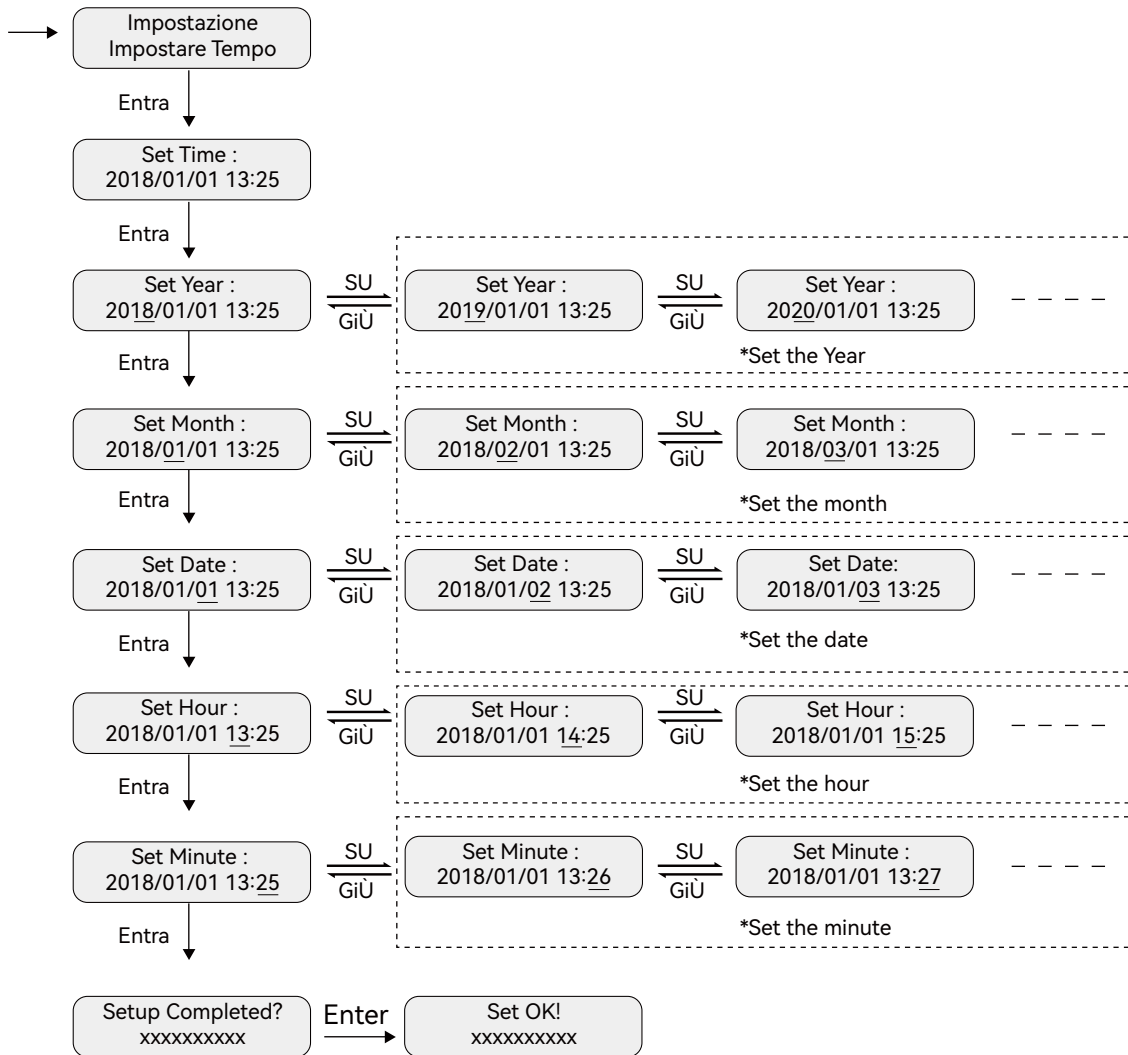 Impostazione
Impostare Tempo
Entra
Set Time :
2018/01/01 13:25
Entra
Set Year :
2018/01/01 13:25
SU
GiÙ
Set Year :
2019/01/01 13:25
SU
GiÙ
Set Year :
2020/01/01 13:25
*Set the Year
Entra
Set Month :
2018/01/01 13:25
SU
GiÙ
Set Month :
2018/02/01 13:25
SU
GiÙ
Set Month :
2018/03/01 13:25
*Set the month
Entra
Set Date :
2018/01/01 13:25
SU
GiÙ
Set Date :
2018/01/02 13:25
SU
GiÙ
Set Date:
2018/01/03 13:25
*Set the date
Entra
Set Hour :
2018/01/01 13:25
SU
GiÙ
Set Hour :
2018/01/01 14:25
SU
GiÙ
Set Hour :
2018/01/01 15:25
*Set the hour
Entra
Set Minute :
2018/01/01 13:25
SU
GiÙ
Set Minute :
2018/01/01 13:26
SU
GiÙ
Set Minute :
2018/01/01 13:27
*Set the minute
Entra
Setup Completed?
xxxxxxxxxx
Enter
Set OK!
xxxxxxxxxx